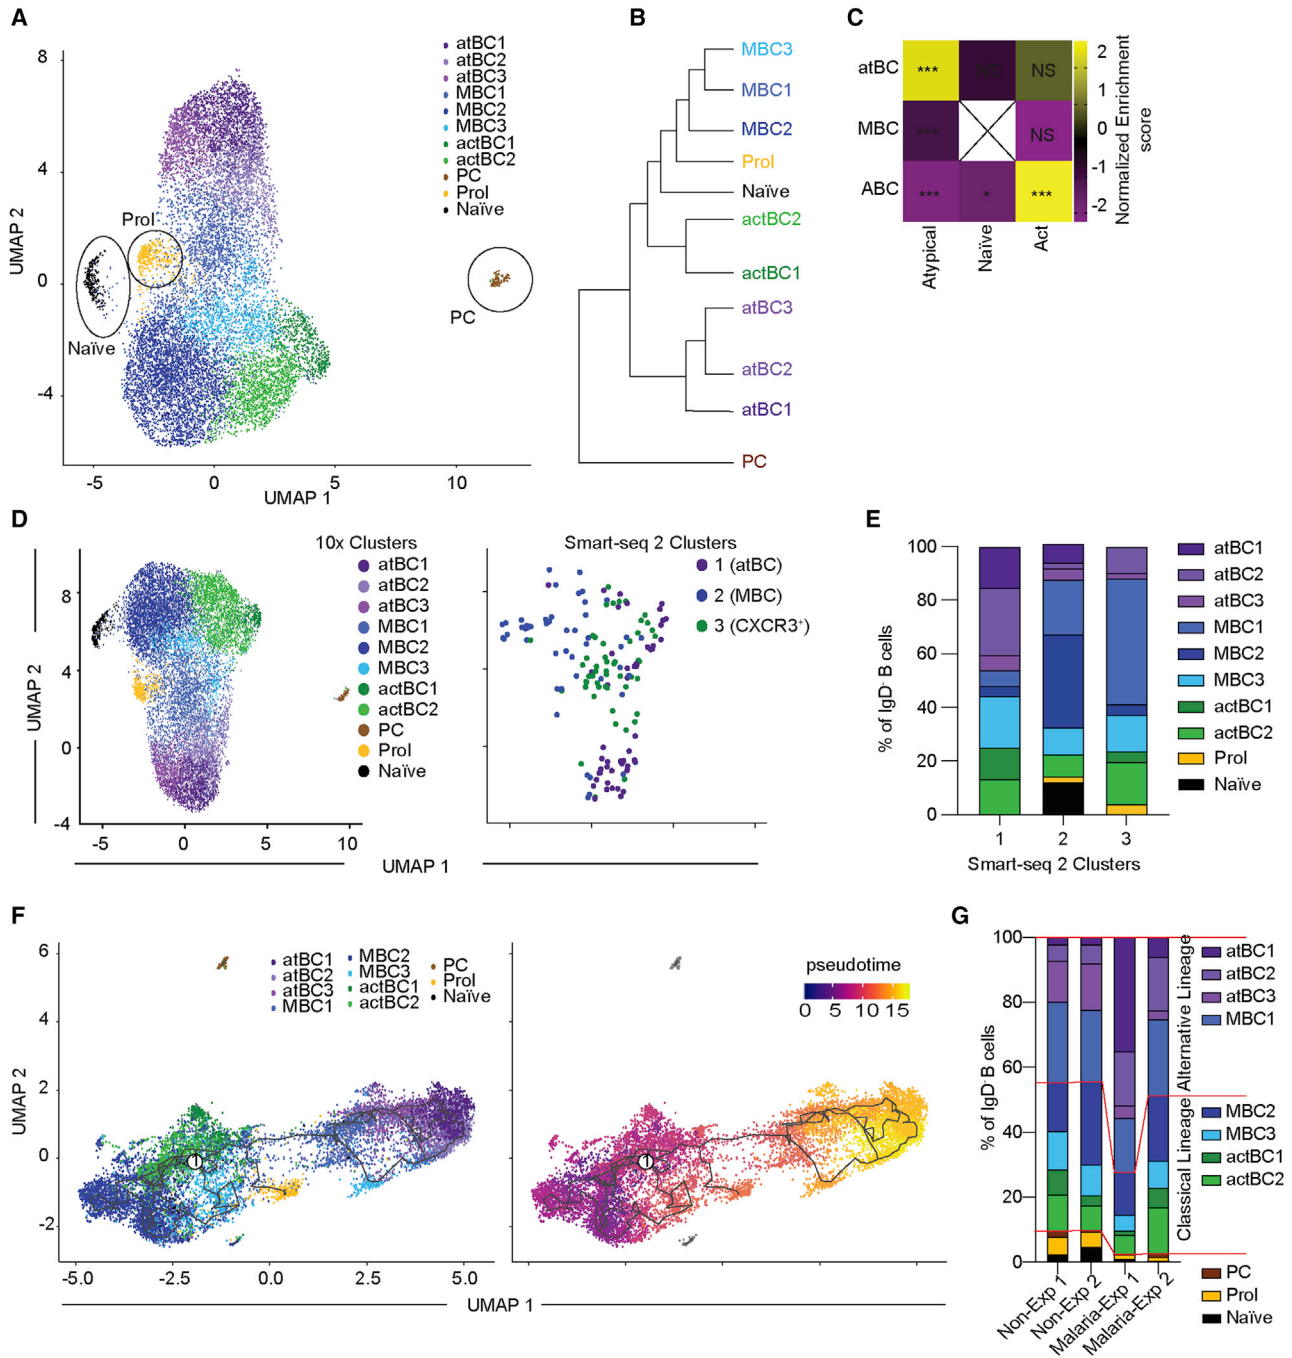 A
8
4
0
-4
-5
0
5
10
UMAP 2
UMAP 1
atBC1
atBC2
atBC3
MBC1
MBC2
MBC3
actBC1
actBC2
PC
Prol
Naïve
Prol
Naïve
PC
B
MBC3
MBC1
MBC2
Prol
Naïve
actBC2
actBC1
atBC3
atBC2
atBC1
PC
C
atBC
MBC
ABC
***
NS
***
NS
***
*
***
Atypical
Naïve
Act
2
1
0
-1
-2
Normalized Enrichment
score
D
10x Clusters
atBC1
atBC2
atBC3
MBC1
MBC2
MBC3
actBC1
actBC2
PC
Prol
Naïve
8
4
0
-4
-5
0
5
10
UMAP 2
UMAP 1
Smart-seq 2 Clusters
1 (atBC)
2 (MBC)
3 (CXCR3⁺)
E
100
80
60
40
20
0
% of IgD⁻ B cells
1
2
3
Smart-seq 2 Clusters
atBC1
atBC2
atBC3
MBC1
MBC2
MBC3
actBC1
actBC2
Prol
Naïve
F
6
4
2
0
-2
-5.0
-2.5
0.0
2.5
5.0
UMAP 2
UMAP 1
atBC1
atBC2
atBC3
MBC1
MBC2
MBC3
actBC1
actBC2
PC
Prol
Naïve
1
pseudotime
0
5
10
15
1
G
100
80
60
40
20
0
% of IgD⁻ B cells
Non-Exp 1
Non-Exp 2
Malaria-Exp 1
Malaria-Exp 2
Alternative Lineage
Classical Lineage
atBC1
atBC2
atBC3
MBC1
MBC2
MBC3
actBC1
actBC2
PC
Prol
Naïve